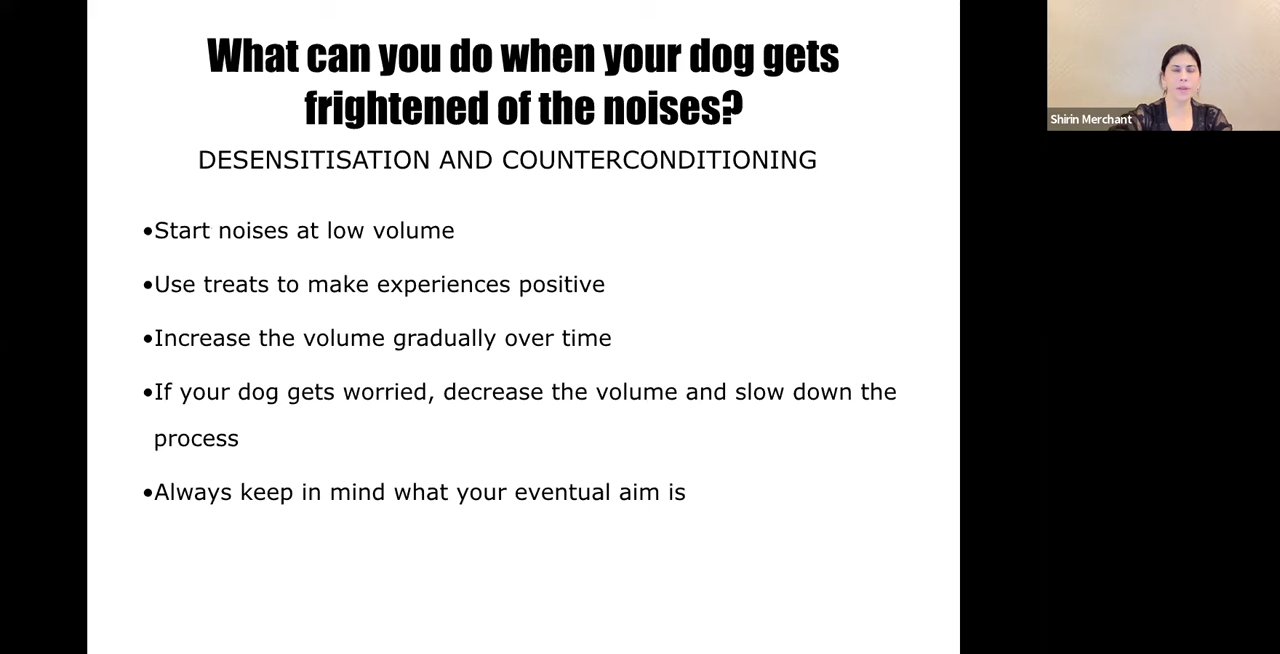 What can you do when your dog gets
frightened of the noises?
DESENSITISATION AND COUNTERCONDITIONING
•Start noises at low volume
•Use treats to make experiences positive
•Increase the volume gradually over time
•If your dog gets worried, decrease the volume and slow down the
process
•Always keep in mind what your eventual aim is
Shirin Merchant